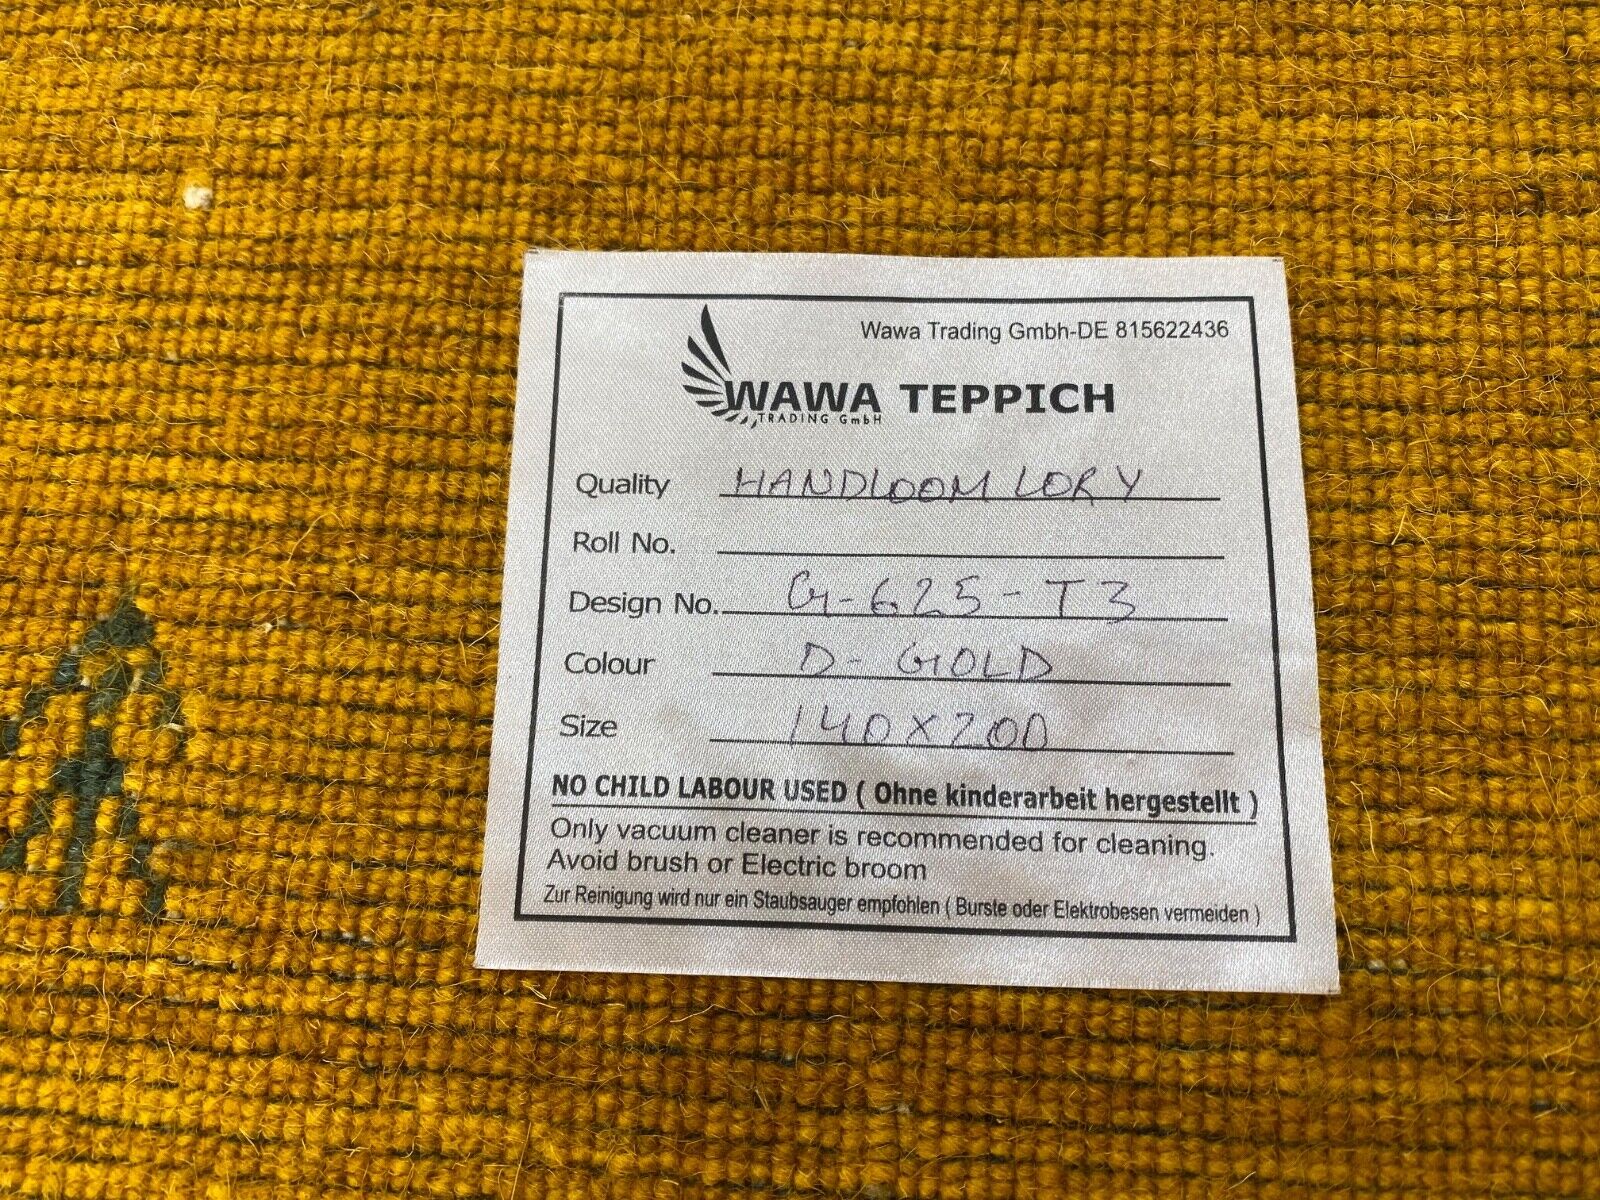 Wawa Trading Gmbh-DE 815622436
WAWA TEPPICH
TRADING GmbH
Quality HANDLOOM LORY
Roll No.
Design No. G-625-T3
Colour D-GOLD
Size 140X200
NO CHILD LABOUR USED ( Ohne kinderarbeit hergestellt )
Only vacuum cleaner is recommended for cleaning.
Avoid brush or Electric broom
Zur Reinigung wird nur ein Staubsauger empfohlen ( Burste oder Elektrobesen vermeiden )